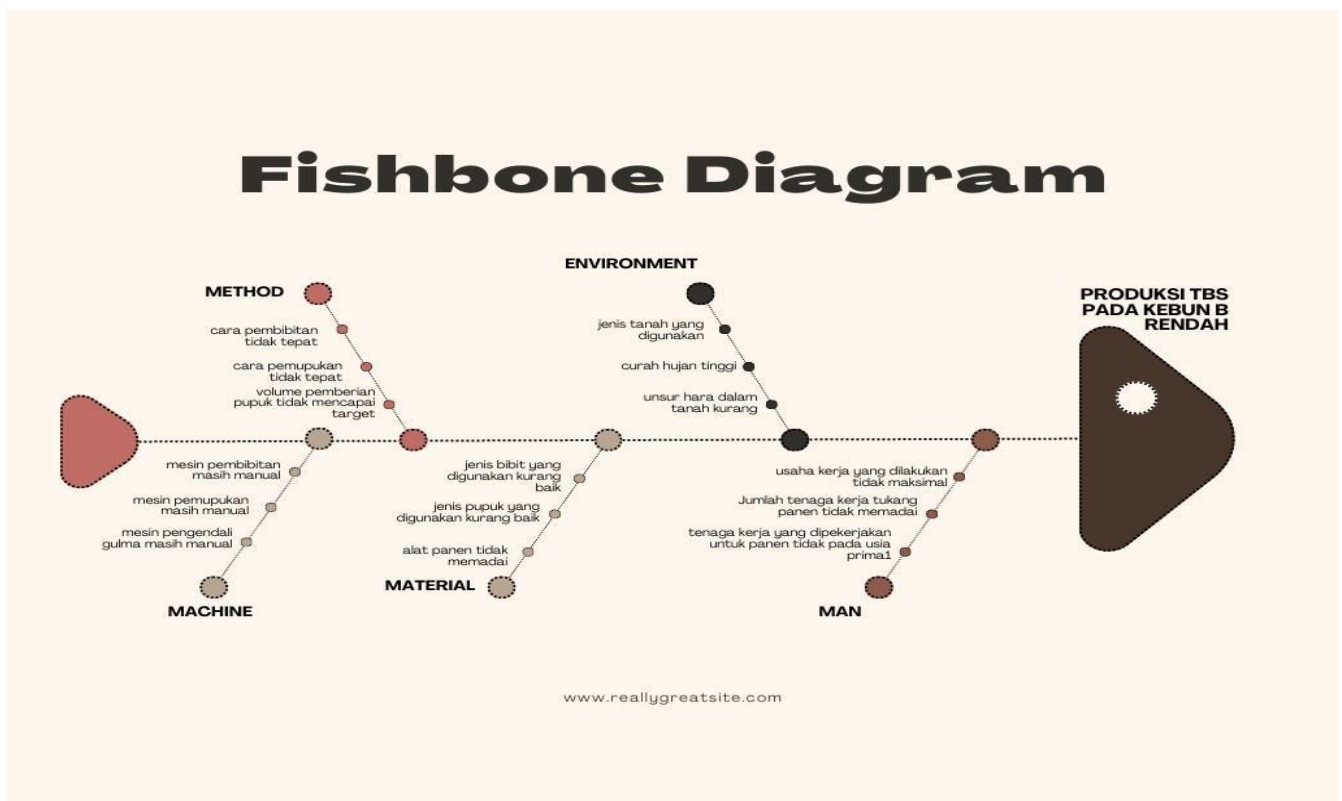 Fishbone Diagram
ENVIRONMENT
METHOD
cara pembibitan
tidak tepat
cara pemupukan
tidak tepat
volume pemberian
pupuk tidak mencapai
target
jenis tanah yang
digunakan
curah hujan tinggi
unsur hara dalam
tanah kurang
PRODUKSI TBS
PADA KEBUN B
RENDAH
mesin pembibitan
masih manual
mesin pemupukan
masih manual
mesin pengendali
gulma masih manual
MACHINE
jenis bibit yang
digunakan kurang
baik
jenis pupuk yang
digunakan kurang baik
alat panen tidak
memadai
MATERIAL
usaha kerja yang dilakukan
tidak maksimal
Jumlah tenaga kerja tukang
panen tidak memadai
tenaga kerja yang dipekerjakan
untuk panen tidak pada usia
prima1
MAN
www.reallygreatsite.com